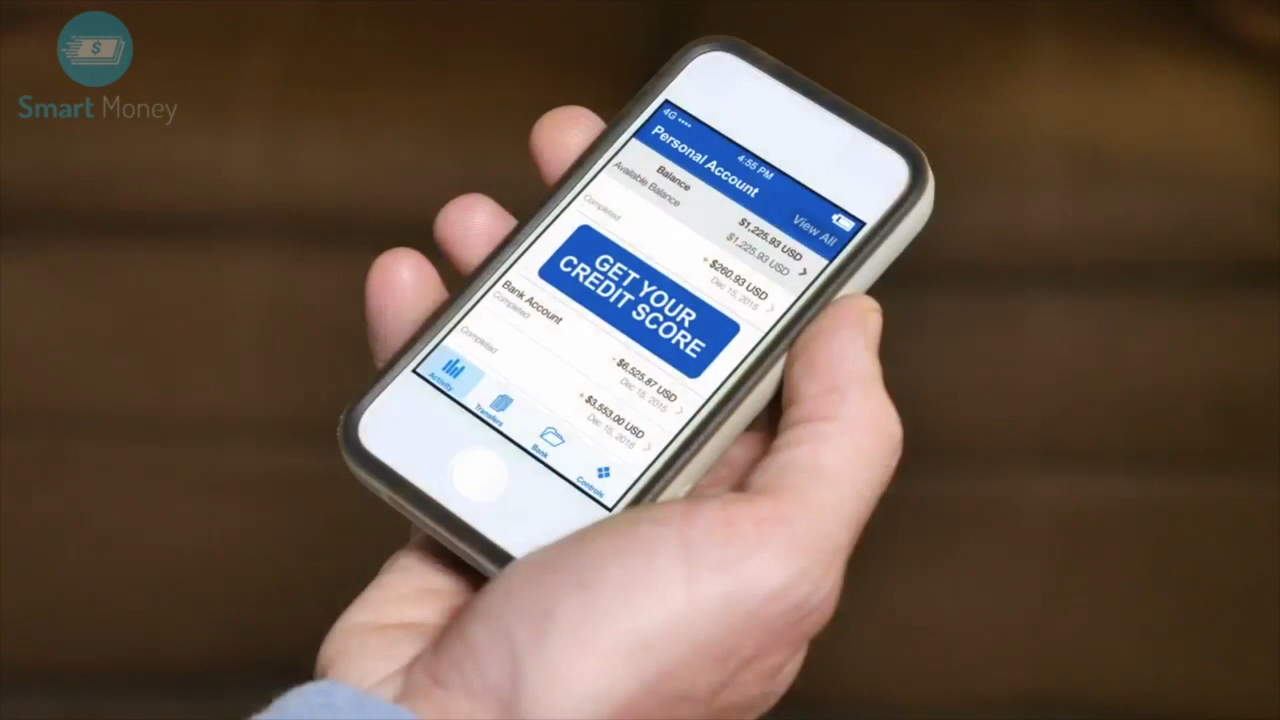 Smart Money
4G
4:55 PM
Personal Account
View All
Balance
$1,225.93 USD
Available Balance
$1,225.93 USD
Completed
+ $260.93 USD
Dec 15, 2015
GET YOUR
CREDIT SCORE
Bank Account
Completed
- $6,525.87 USD
Dec 15, 2015
Completed
+ $3,553.00 USD
Dec 15, 2015
Activity
Transfers
Bank
Controls